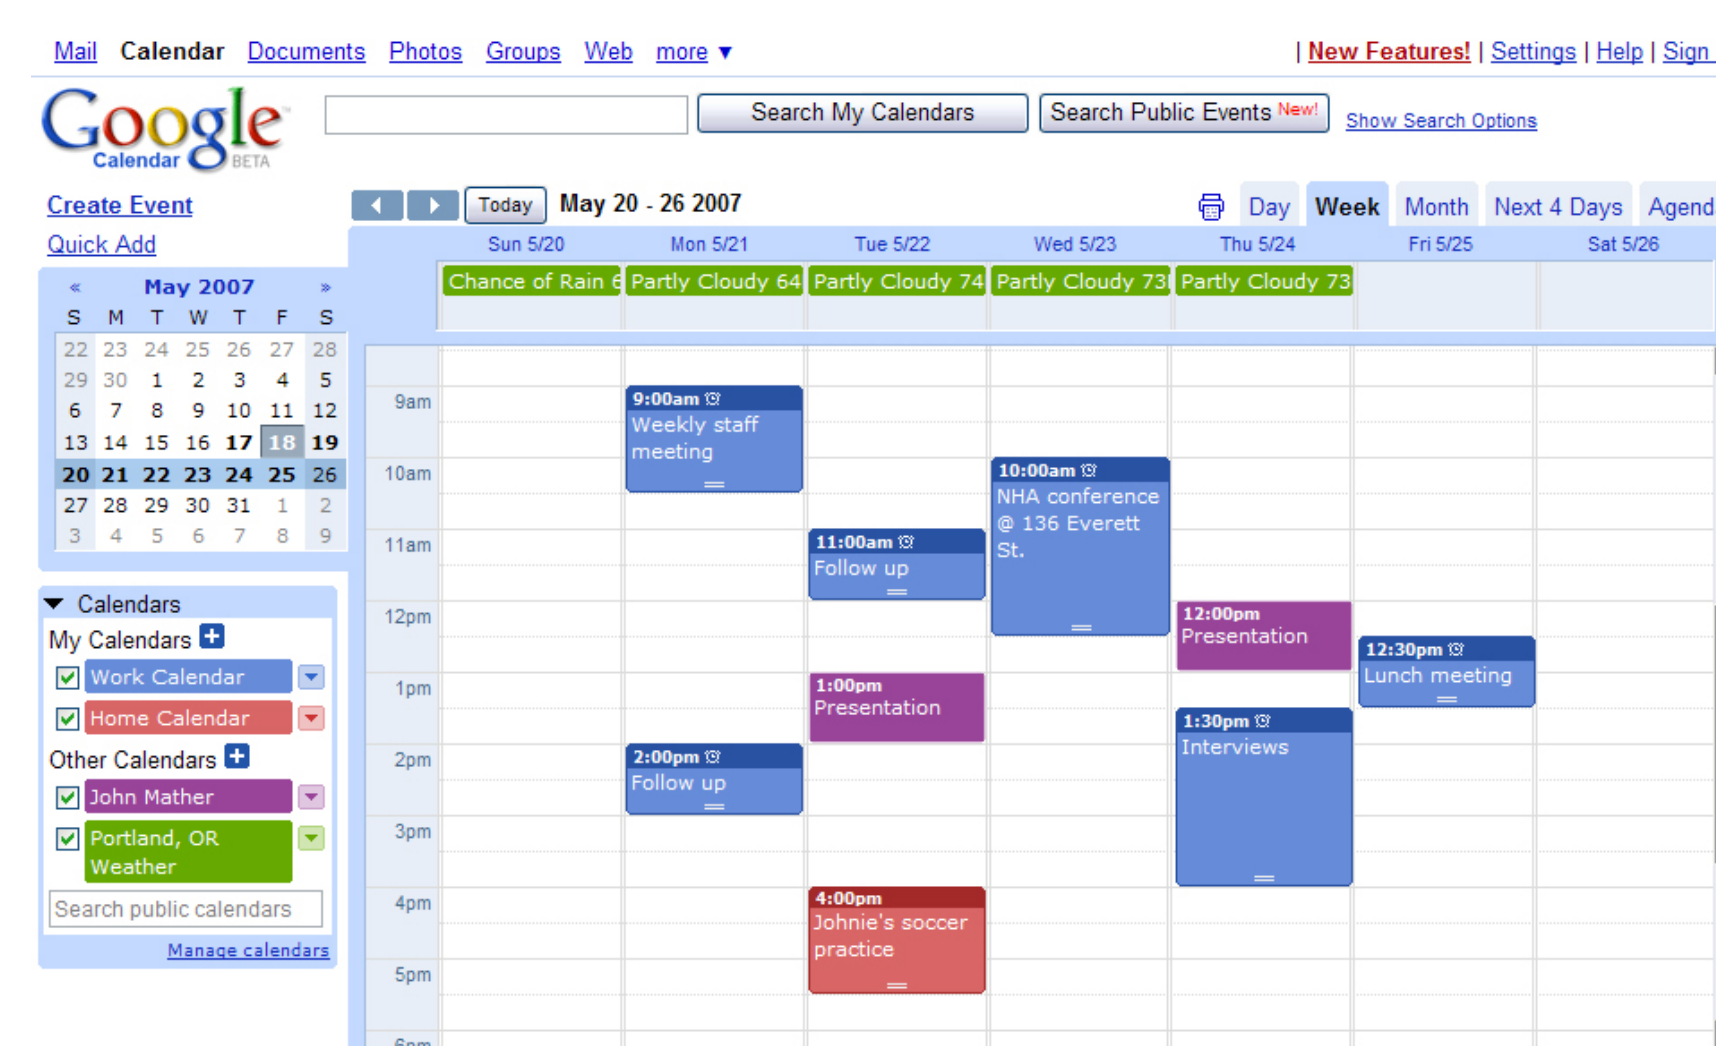 Mail Calendar Documents Photos Groups Web more ▼ | New Features! | Settings | Help | Sign
Google™
Calendar BETA
Search My Calendars Search Public Events New! Show Search Options
Create Event
Quick Add
Today May 20 - 26 2007 Day Week Month Next 4 Days Agend
Sun 5/20 Mon 5/21 Tue 5/22 Wed 5/23 Thu 5/24 Fri 5/25 Sat 5/26
Chance of Rain 6 Partly Cloudy 64 Partly Cloudy 74 Partly Cloudy 73 Partly Cloudy 73
« May 2007 »
S M T W T F S
22 23 24 25 26 27 28
29 30 1 2 3 4 5
6 7 8 9 10 11 12
13 14 15 16 17 18 19
20 21 22 23 24 25 26
27 28 29 30 31 1 2
3 4 5 6 7 8 9
Calendars
My Calendars +
Work Calendar
Home Calendar
Other Calendars +
John Mather
Portland, OR
Weather
Search public calendars
Manage calendars
9am
10am
11am
12pm
1pm
2pm
3pm
4pm
5pm
6pm
9:00am
Weekly staff
meeting
2:00pm
Follow up
11:00am
Follow up
1:00pm
Presentation
4:00pm
Johnie's soccer
practice
10:00am
NHA conference
@ 136 Everett
St.
12:00pm
Presentation
1:30pm
Interviews
12:30pm
Lunch meeting